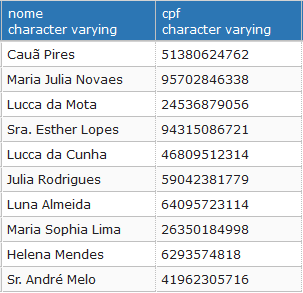 nome cpf
character varying character varying
Cauã Pires 51380624762
Maria Julia Novaes 95702846338
Lucca da Mota 24536879056
Sra. Esther Lopes 94315086721
Lucca da Cunha 46809512314
Julia Rodrigues 59042381779
Luna Almeida 64095723114
Maria Sophia Lima 26350184998
Helena Mendes 6293574818
Sr. André Melo 41962305716